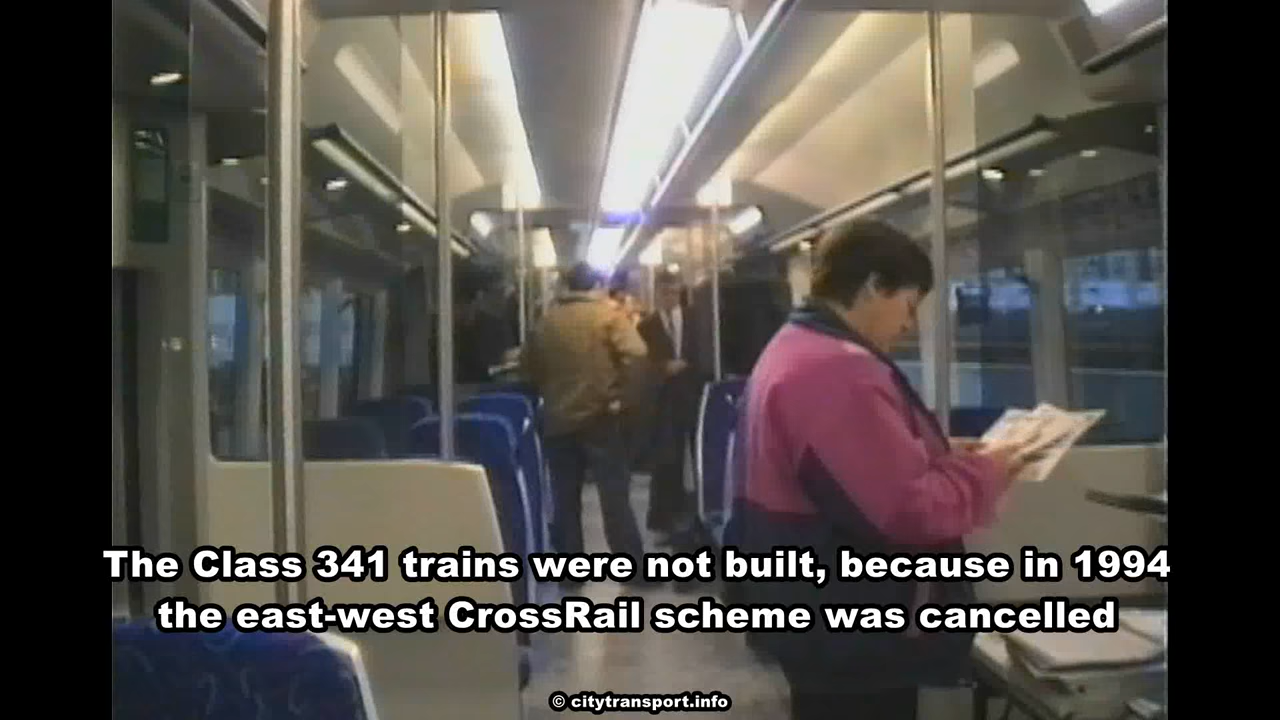 The Class 341 trains were not built, because in 1994
the east-west CrossRail scheme was cancelled
© citytransport.info